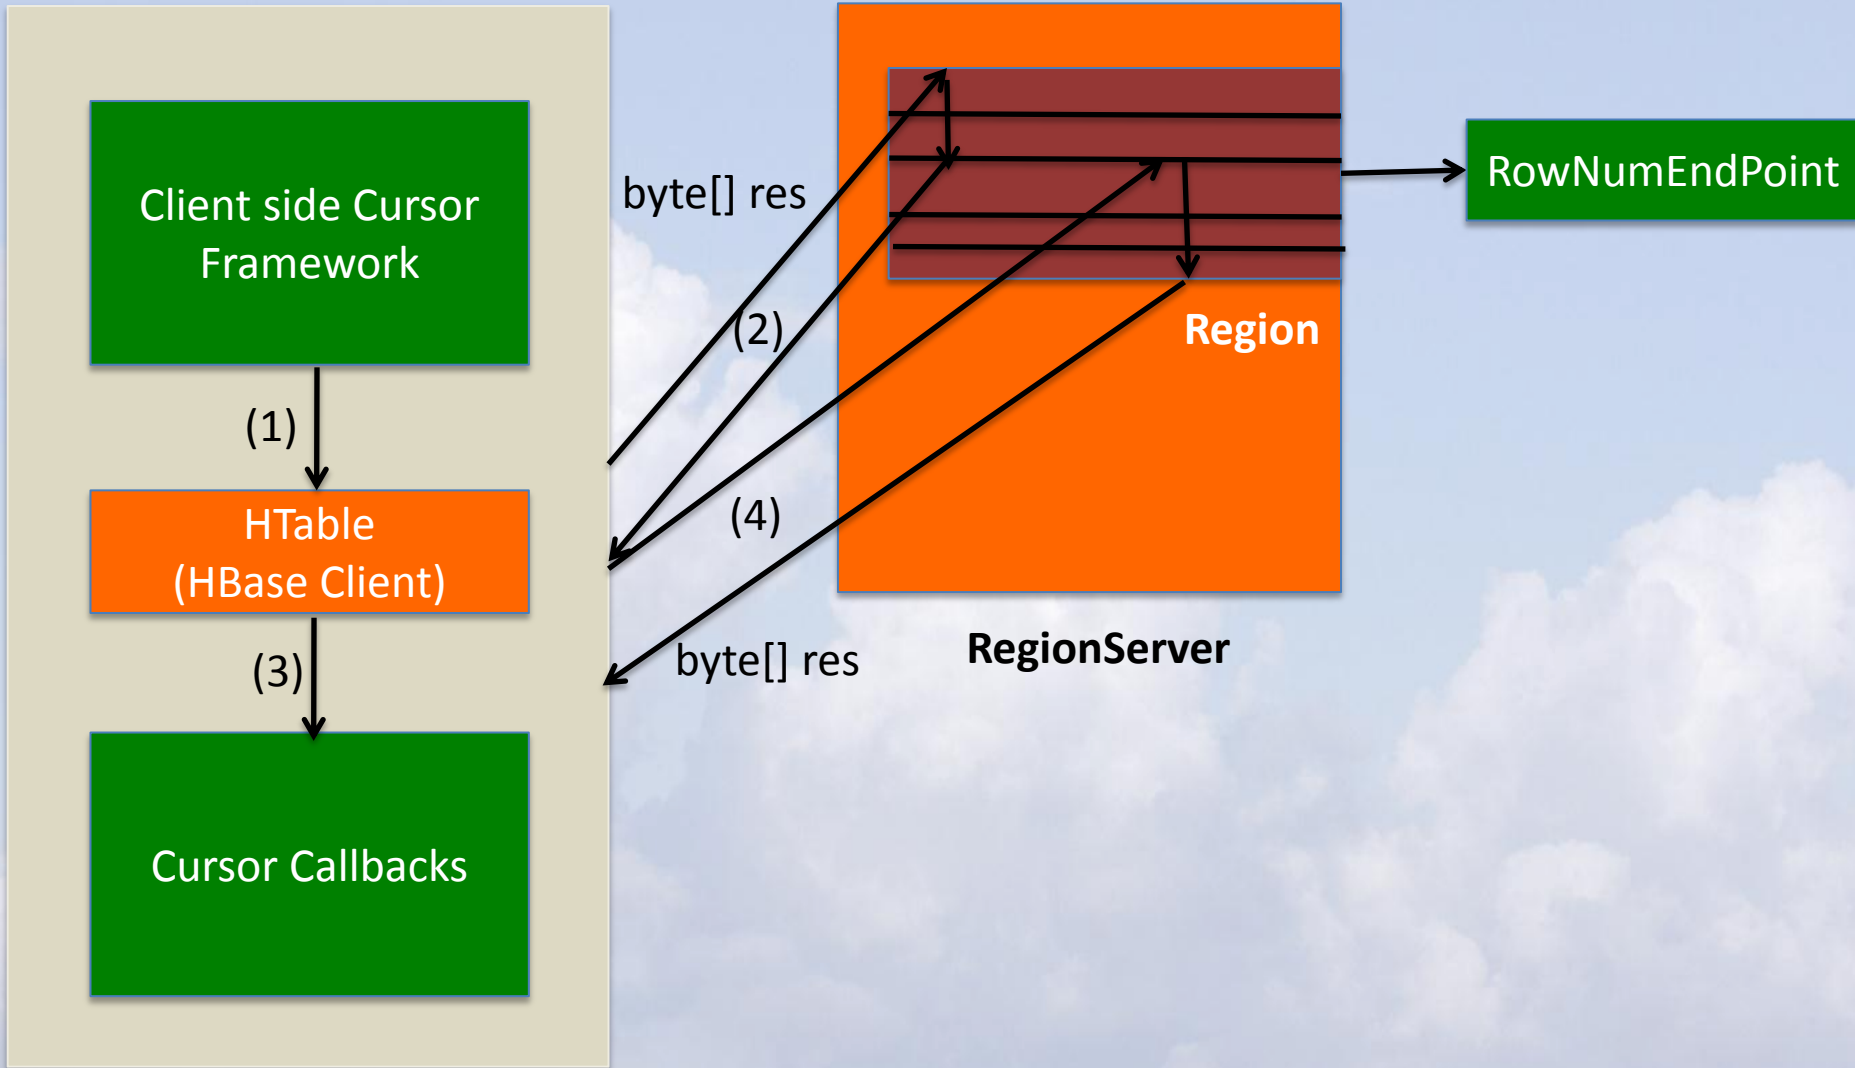 Client side Cursor
Framework
(1)
HTable
(HBase Client)
(3)
Cursor Callbacks
byte[] res
(2)
(4)
byte[] res
Region
RegionServer
RowNumEndPoint